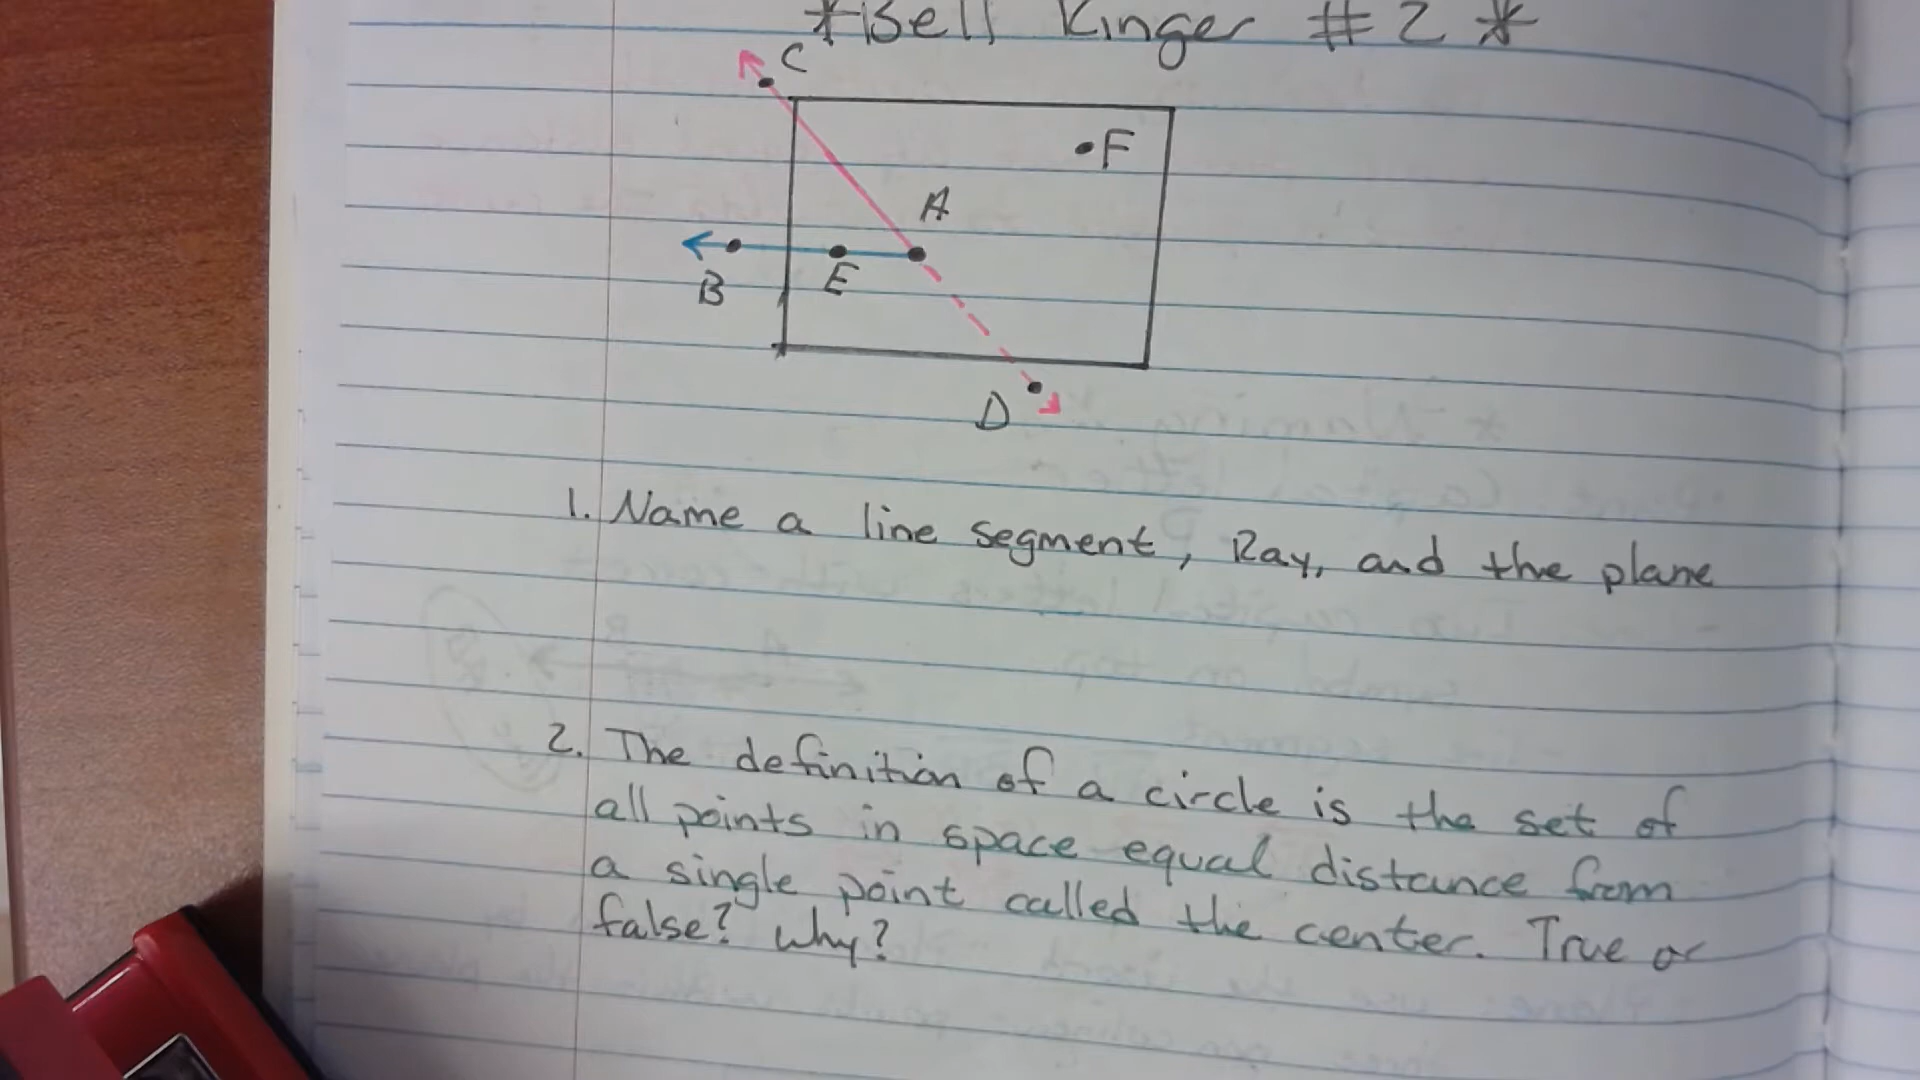 *Bell Ringer #2*
C
F
A
B
E
D
1. Name a line segment, Ray, and the plane
2. The definition of a circle is the set of
all points in space equal distance from
a single point called the center. True or
false? Why?